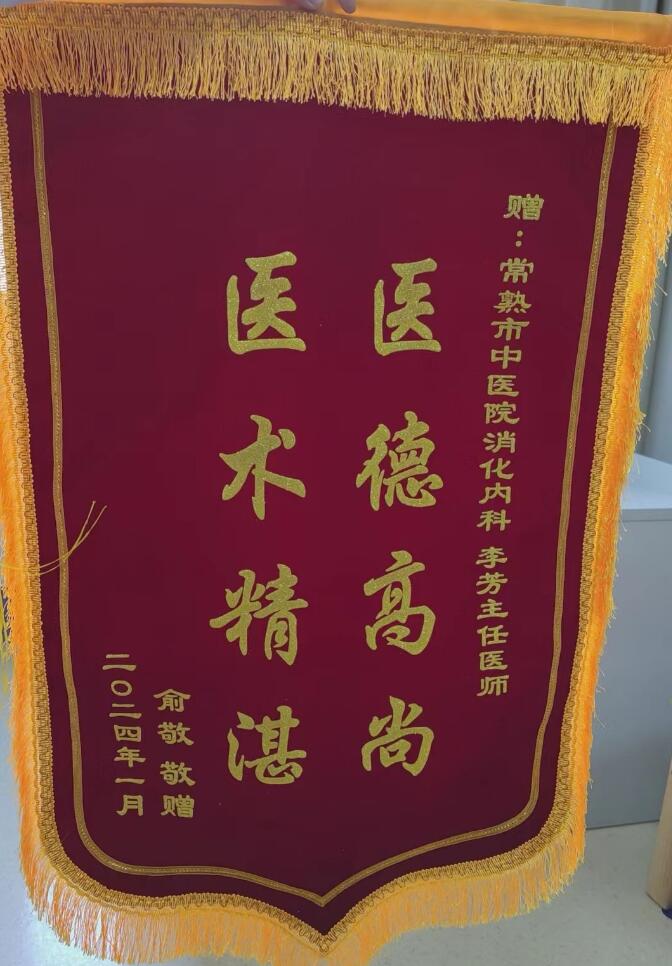 赠：常熟市中医院消化内科 李芳主任医师
医德高尚
医术精湛
俞敬 敬赠
二〇二四年一月